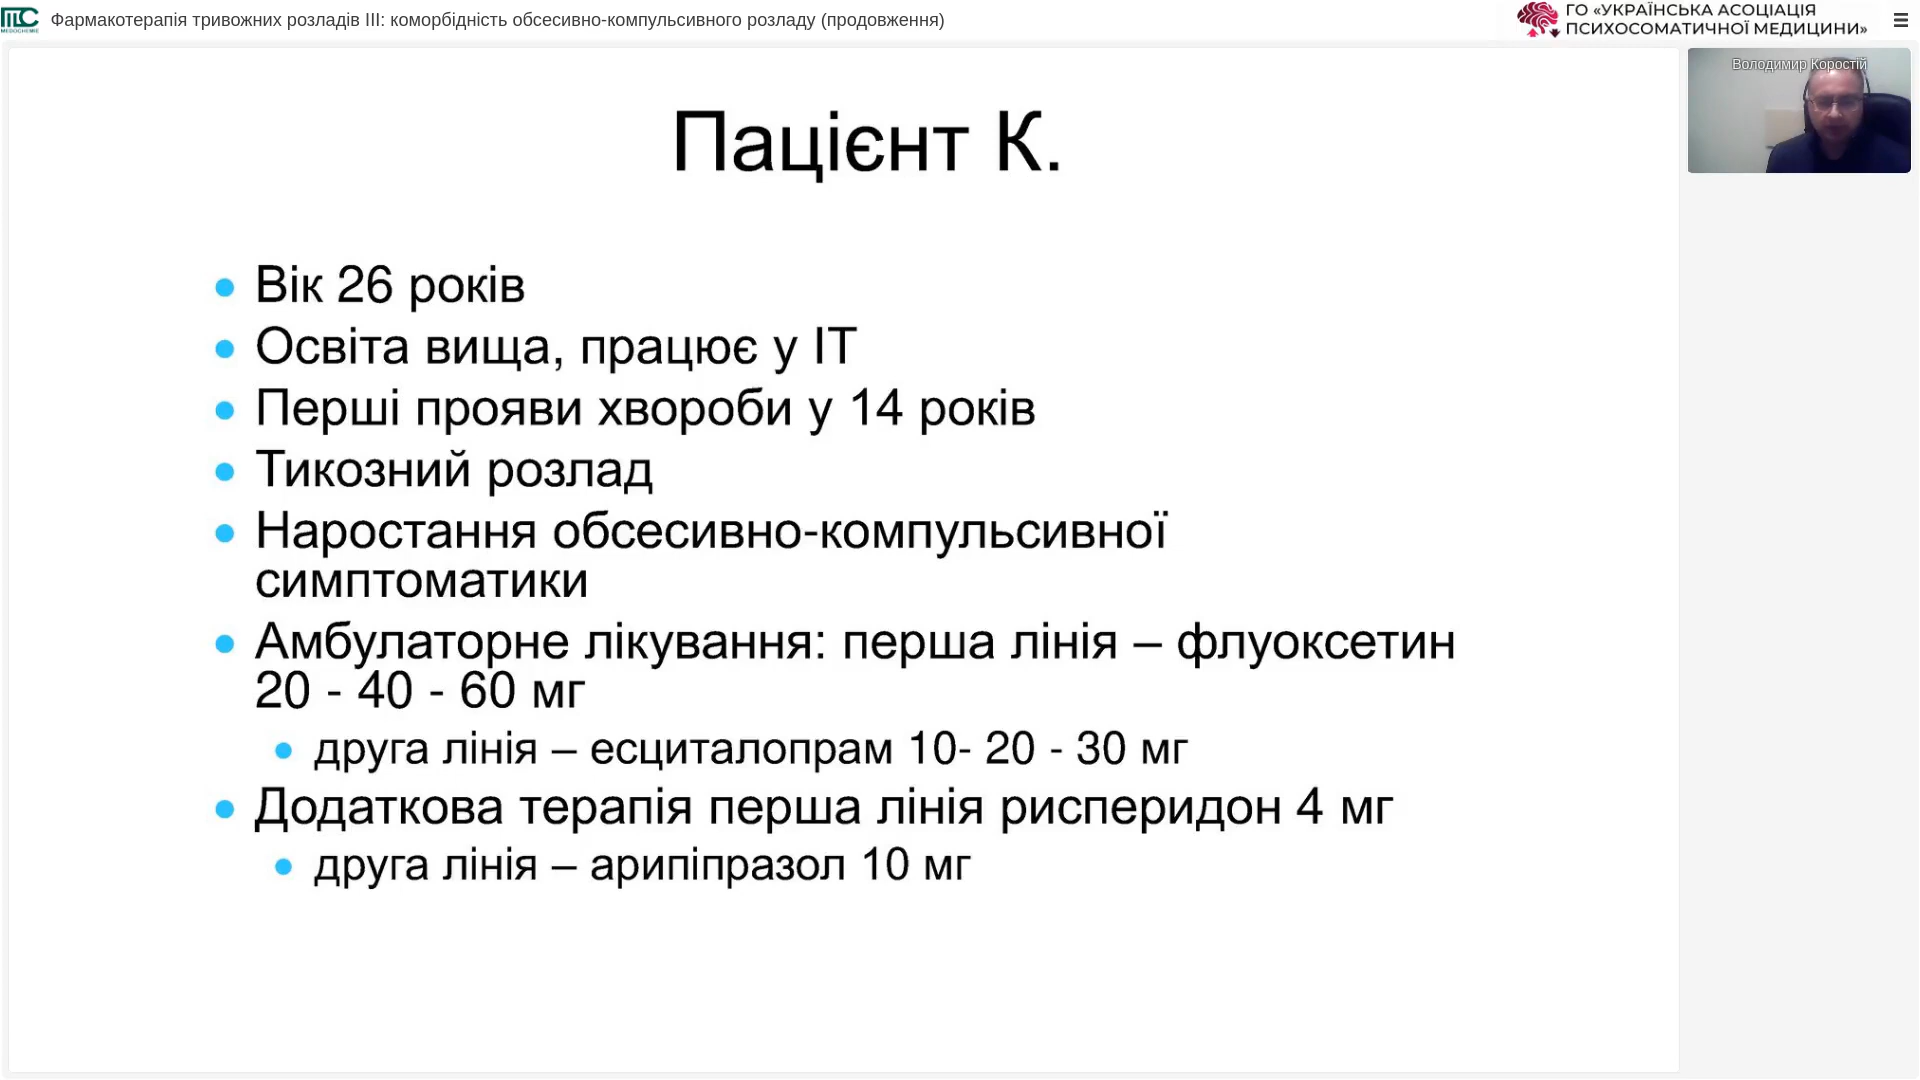 Фармакотерапія тривожних розладів III: коморбідність обсесивно-компульсивного розладу (продовження)
ГО «УКРАЇНСЬКА АСОЦІАЦІЯ
ПСИХОСОМАТИЧНОЇ МЕДИЦИНИ»
MEDOCHEMIE
Володимир Коростій
Пацієнт К.
Вік 26 років
Освіта вища, працює у ІТ
Перші прояви хвороби у 14 років
Тикозний розлад
Наростання обсесивно-компульсивної
симптоматики
Амбулаторне лікування: перша лінія – флуоксетин
20 - 40 - 60 мг
друга лінія – есциталопрам 10- 20 - 30 мг
Додаткова терапія перша лінія рисперидон 4 мг
друга лінія – арипіпразол 10 мг